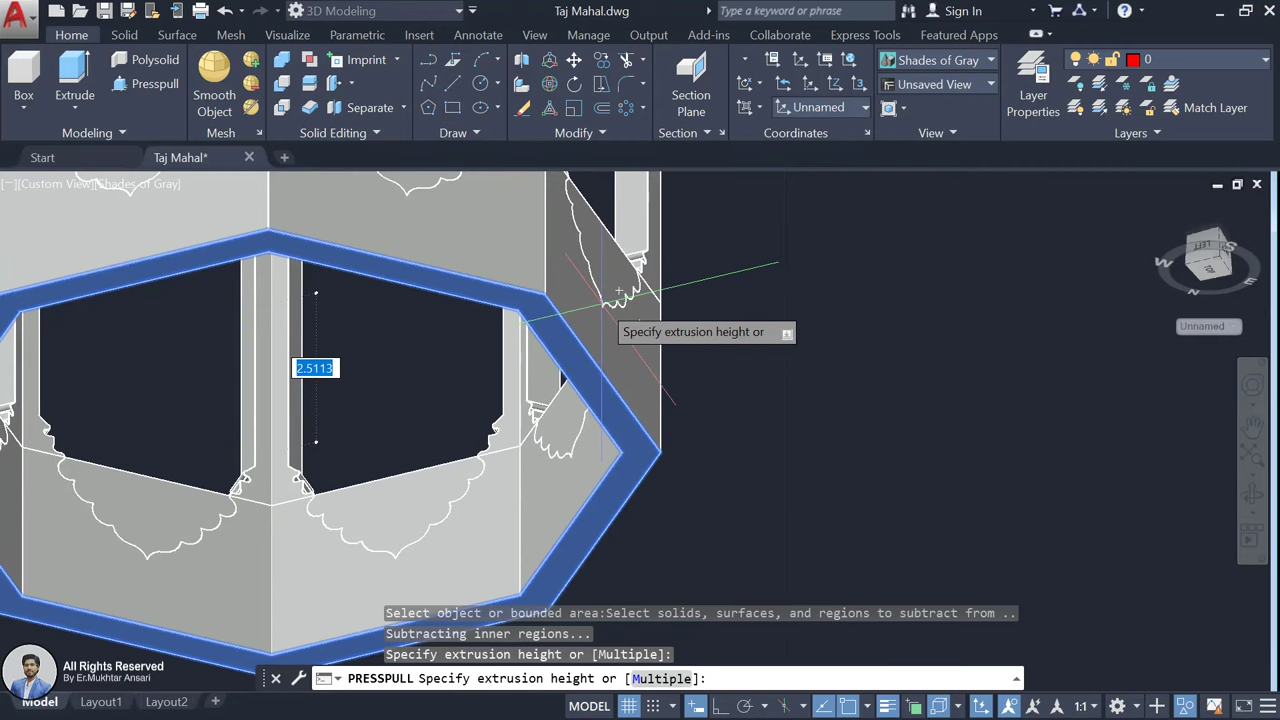 3D Modeling
Taj Mahal.dwg
Type a keyword or phrase
Sign In
Home Solid Surface Mesh Visualize Parametric Insert Annotate View Manage Output Add-ins Collaborate Express Tools Featured Apps
Polysolid
Presspull
Box
Extrude
Smooth
Object
Imprint
Separate
Section
Plane
Unnamed
Shades of Gray
Unsaved View
Layer
Properties
0
Match Layer
Modeling Mesh Solid Editing Draw Modify Section Coordinates View Layers
Start
Taj Mahal*
[−][Custom View][Shades of Gray]
LEFT
TOP
S
W
N
Unnamed
Specify extrusion height or
2.5113
Select object or bounded area:Select solids, surfaces, and regions to subtract from ..
Subtracting inner regions...
Specify extrusion height or [Multiple]:
PRESSPULL Specify extrusion height or [Multiple]:
All Rights Reserved
By Er.Mukhtar Ansari
Model Layout1 Layout2
MODEL
1:1